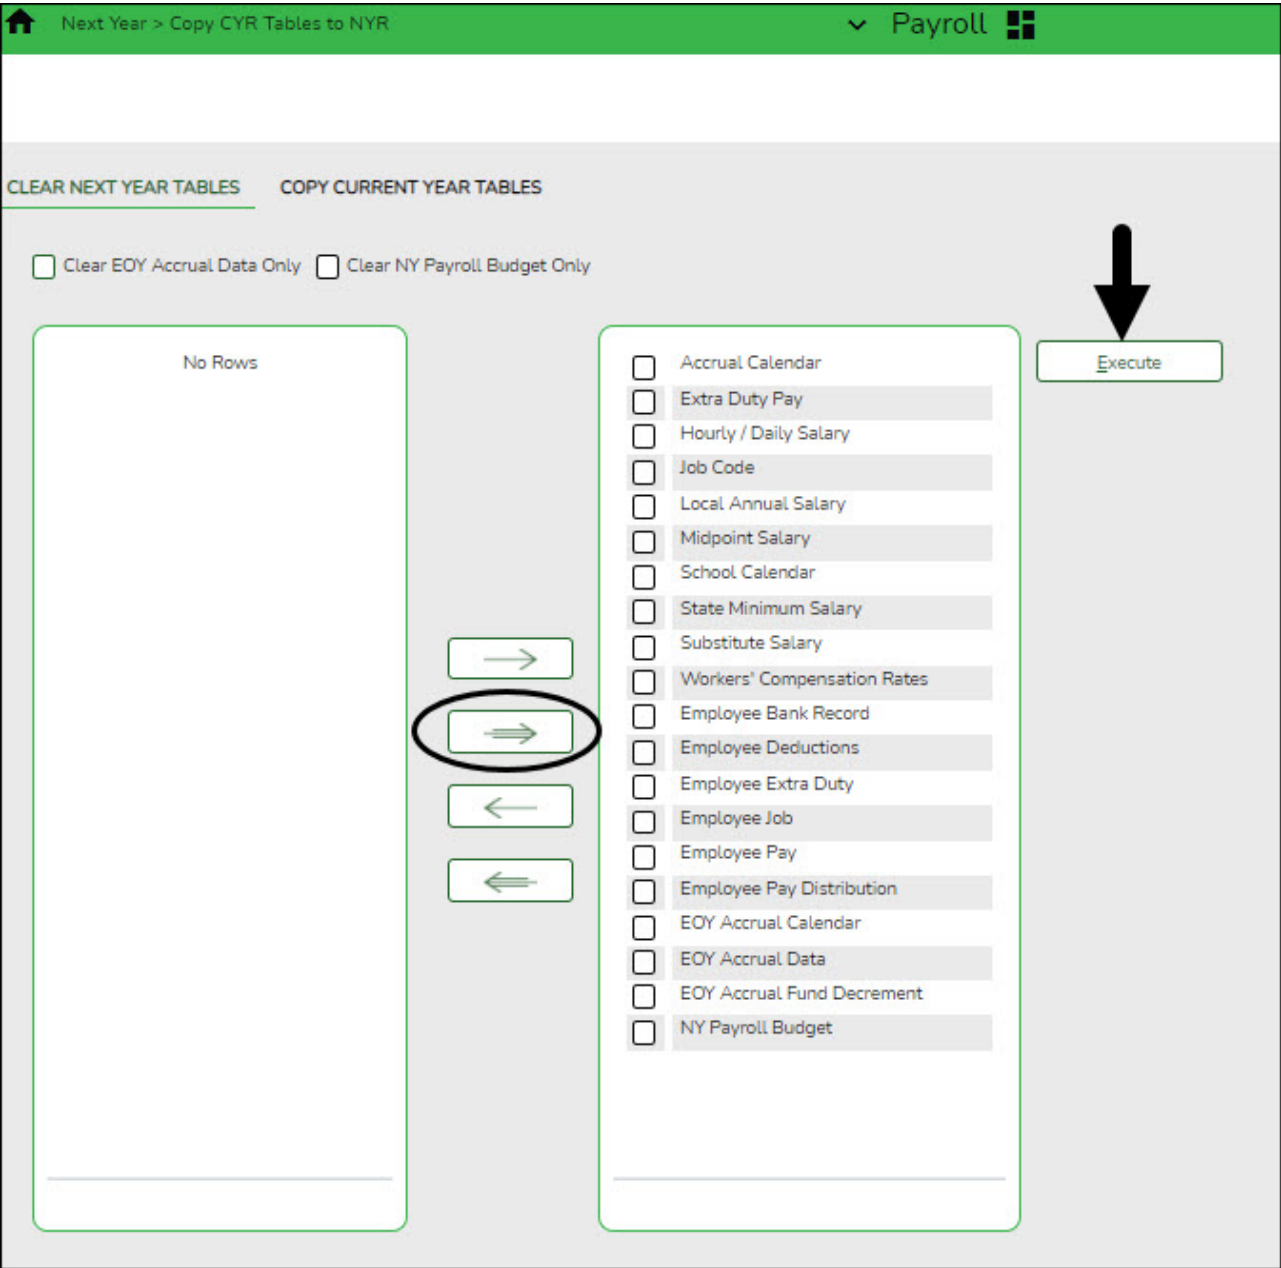 Next Year > Copy CYR Tables to NYR
Payroll
CLEAR NEXT YEAR TABLES
COPY CURRENT YEAR TABLES
Clear EOY Accrual Data Only
Clear NY Payroll Budget Only
No Rows
Accrual Calendar
Extra Duty Pay
Hourly / Daily Salary
Job Code
Local Annual Salary
Midpoint Salary
School Calendar
State Minimum Salary
Substitute Salary
Workers' Compensation Rates
Employee Bank Record
Employee Deductions
Employee Extra Duty
Employee Job
Employee Pay
Employee Pay Distribution
EOY Accrual Calendar
EOY Accrual Data
EOY Accrual Fund Decrement
NY Payroll Budget
Execute